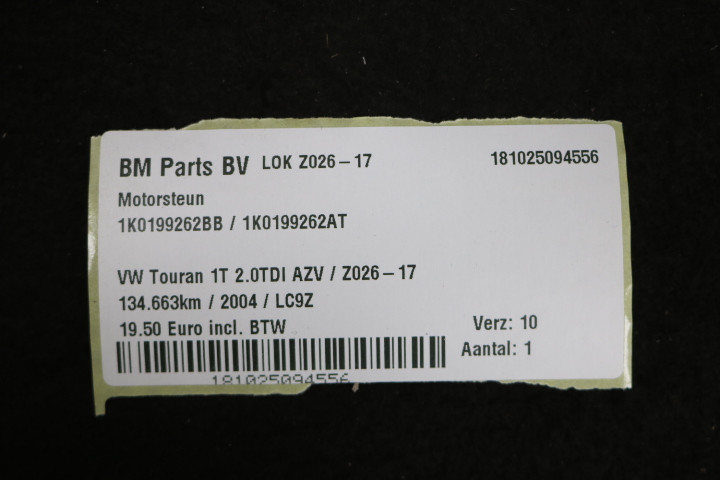 BM Parts BV LOK Z026-17 181025094556
Motorsteun
1K0199262BB / 1K0199262AT
VW Touran 1T 2.0TDI AZV / Z026-17
134.663km / 2004 / LC9Z
19.50 Euro incl. BTW Verz: 10
Aantal: 1
181025094556